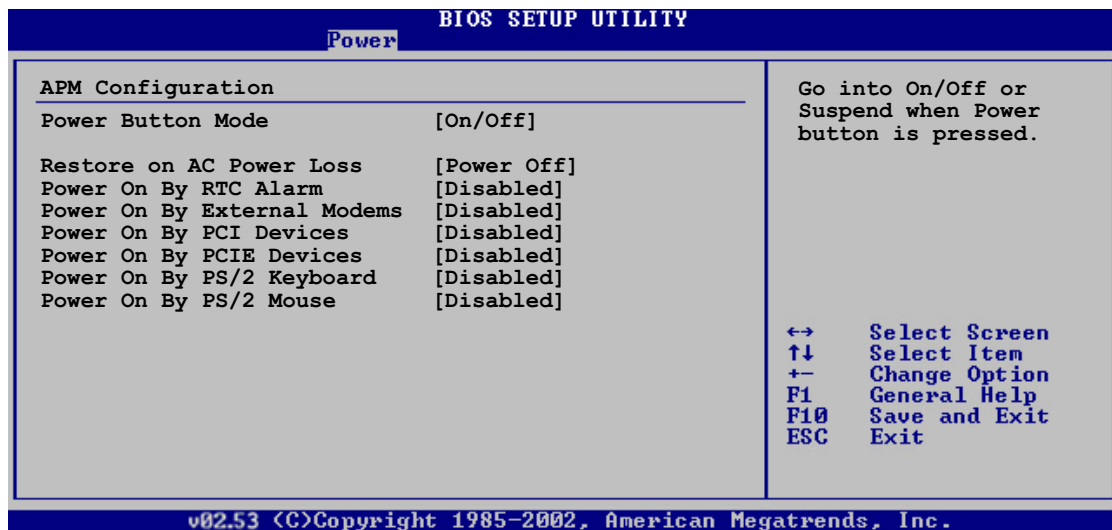 BIOS SETUP UTILITY
Power
APM Configuration
Power Button Mode [On/Off]
Restore on AC Power Loss [Power Off]
Power On By RTC Alarm [Disabled]
Power On By External Modems [Disabled]
Power On By PCI Devices [Disabled]
Power On By PCIE Devices [Disabled]
Power On By PS/2 Keyboard [Disabled]
Power On By PS/2 Mouse [Disabled]
Go into On/Off or
Suspend when Power
button is pressed.
←→ Select Screen
↑↓ Select Item
+- Change Option
F1 General Help
F10 Save and Exit
ESC Exit
v02.53 (C)Copyright 1985-2002, American Megatrends, Inc.